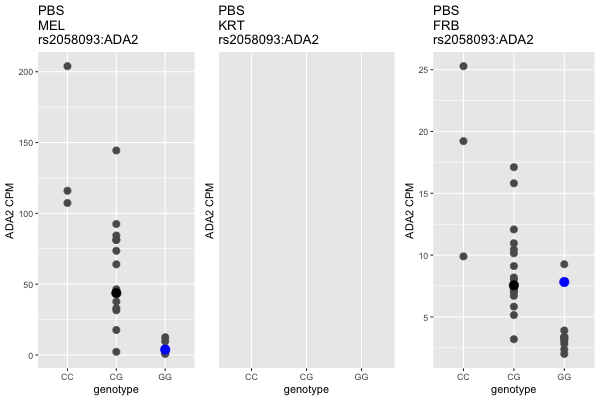 PBS
MEL
rs2058093:ADA2
ADA2 CPM
200
150
100
50
0
CC CG GG
genotype
PBS
KRT
rs2058093:ADA2
ADA2 CPM
CC CG GG
genotype
PBS
FRB
rs2058093:ADA2
ADA2 CPM
25
20
15
10
5
CC CG GG
genotype